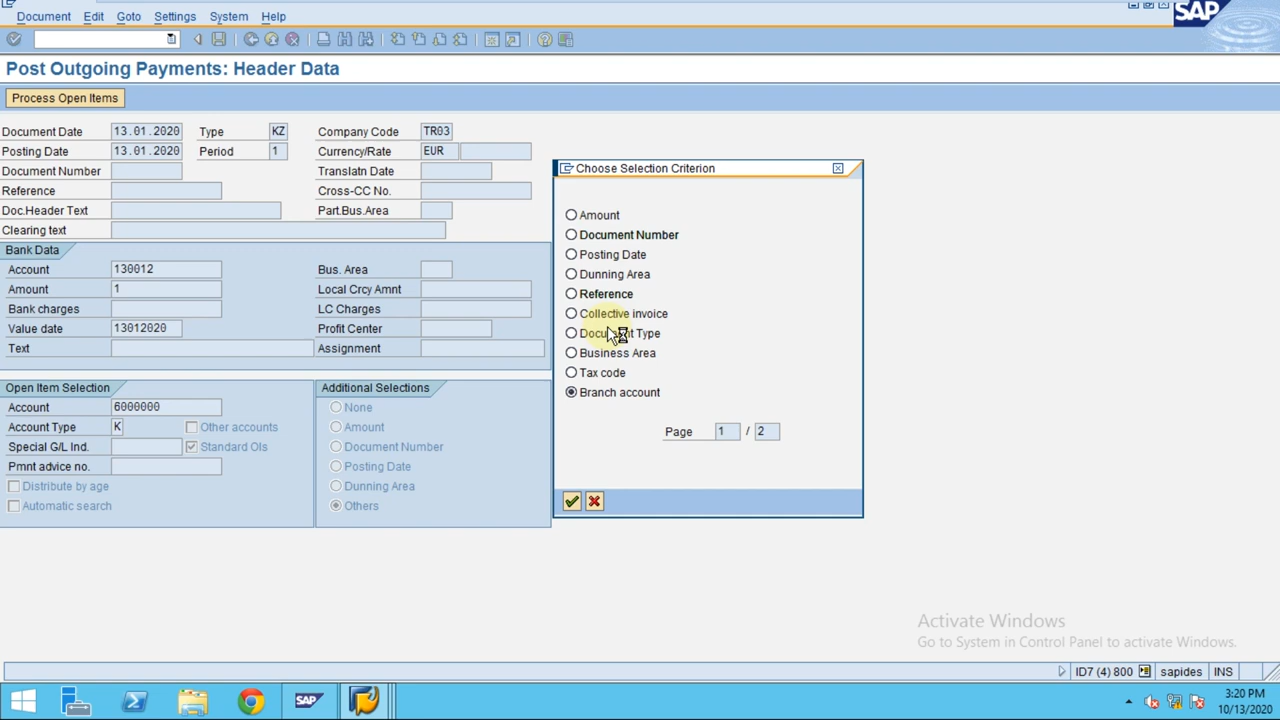 Document Edit Goto Settings System Help
SAP
Post Outgoing Payments: Header Data
Process Open Items
Document Date 13.01.2020 Type KZ Company Code TR03
Posting Date 13.01.2020 Period 1 Currency/Rate EUR
Document Number Translatn Date
Reference Cross-CC No.
Doc.Header Text Part.Bus.Area
Clearing text
Bank Data
Account 130012 Bus. Area
Amount 1 Local Crcy Amnt
Bank charges LC Charges
Value date 13012020 Profit Center
Text Assignment
Open Item Selection
Account 6000000
Account Type K Other accounts
Special G/L Ind. Standard OIs
Pmnt advice no.
Distribute by age
Automatic search
Additional Selections
None
Amount
Document Number
Posting Date
Dunning Area
Others
Choose Selection Criterion
Amount
Document Number
Posting Date
Dunning Area
Reference
Collective invoice
Document Type
Business Area
Tax code
Branch account
Page 1 / 2
Activate Windows
Go to System in Control Panel to activate Windows.
ID7 (4) 800 sapides INS
SAP
3:20 PM
10/13/2020